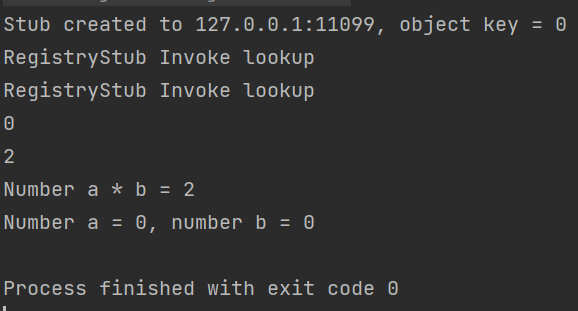 Stub created to 127.0.0.1:11099, object key = 0
RegistryStub Invoke lookup
RegistryStub Invoke lookup
0
2
Number a * b = 2
Number a = 0, number b = 0
Process finished with exit code 0